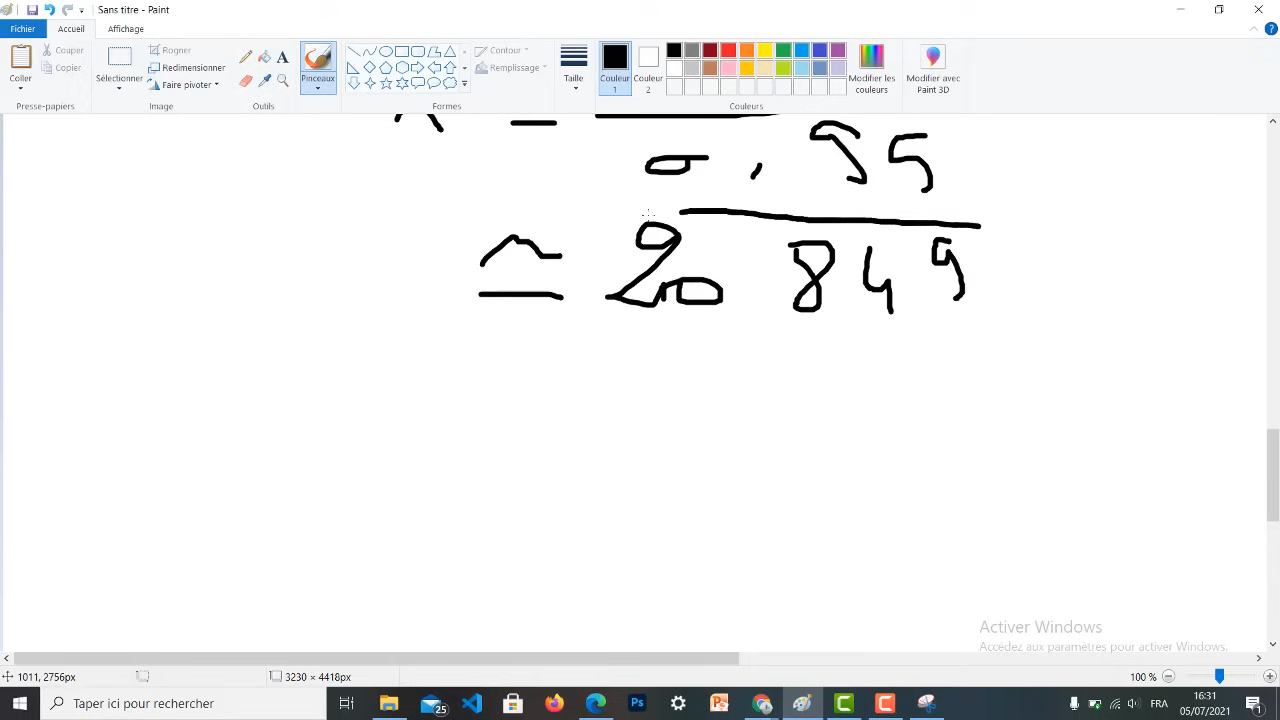 Sans titre - Paint
Fichier Accueil Affichage
Coller
Couper
Copier
Sélectionner
Rogner
Redimensionner
Faire pivoter
A
Pinceaux
Contour
Remplissage
Taille
Couleur 1
Couleur 2
Modifier les couleurs
Modifier avec Paint 3D
Presse-papiers Image Outils Formes Couleurs
0,95
≅ 20 849
Activer Windows
Accédez aux paramètres pour activer Windows.
1011, 2756px 3230 × 4418px 100 %
Taper ici pour rechercher
25
Ps
FRA
16:31
05/07/2021